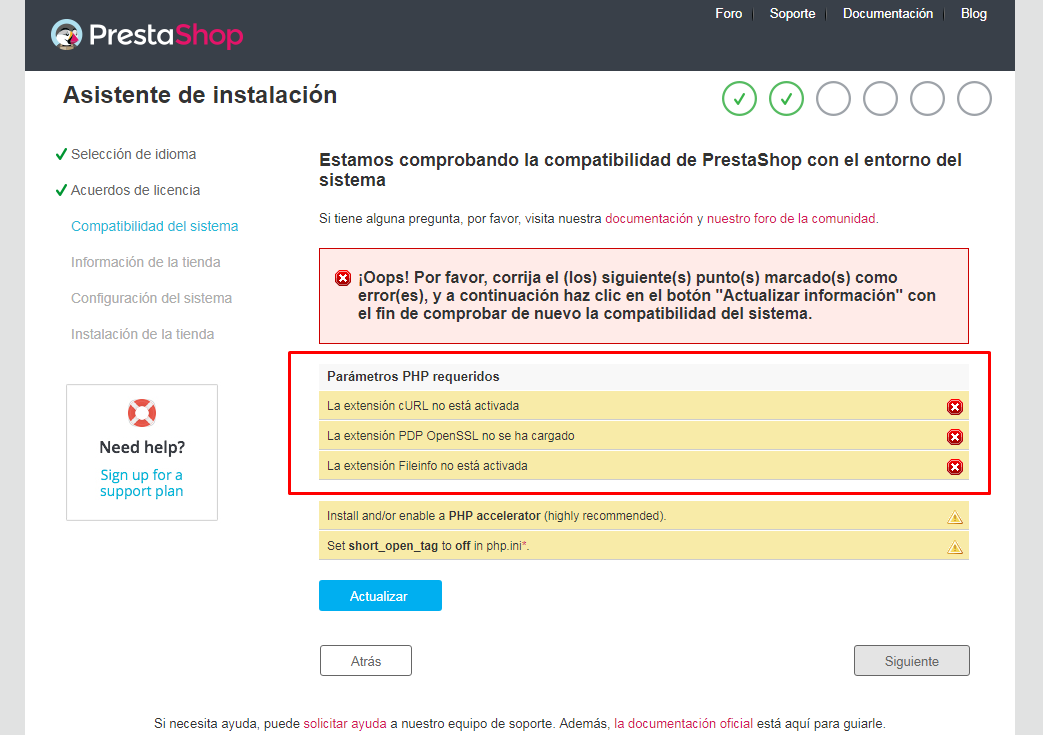 Foro
Soporte
Documentación
Blog
PrestaShop
Asistente de instalación
Selección de idioma
Acuerdos de licencia
Compatibilidad del sistema
Información de la tienda
Configuración del sistema
Instalación de la tienda
Need help?
Sign up for a
support plan
Estamos comprobando la compatibilidad de PrestaShop con el entorno del
sistema
Si tiene alguna pregunta, por favor, visita nuestra documentación y nuestro foro de la comunidad.
¡Oops! Por favor, corrija el (los) siguiente(s) punto(s) marcado(s) como
error(es), y a continuación haz clic en el botón "Actualizar información" con
el fin de comprobar de nuevo la compatibilidad del sistema.
Parámetros PHP requeridos
La extensión cURL no está activada
La extensión PDP OpenSSL no se ha cargado
La extensión Fileinfo no está activada
Install and/or enable a PHP accelerator (highly recommended).
Set short_open_tag to off in php.ini*.
Actualizar
Atrás
Siguiente
Si necesita ayuda, puede solicitar ayuda a nuestro equipo de soporte. Además, la documentación oficial está aquí para guiarle.